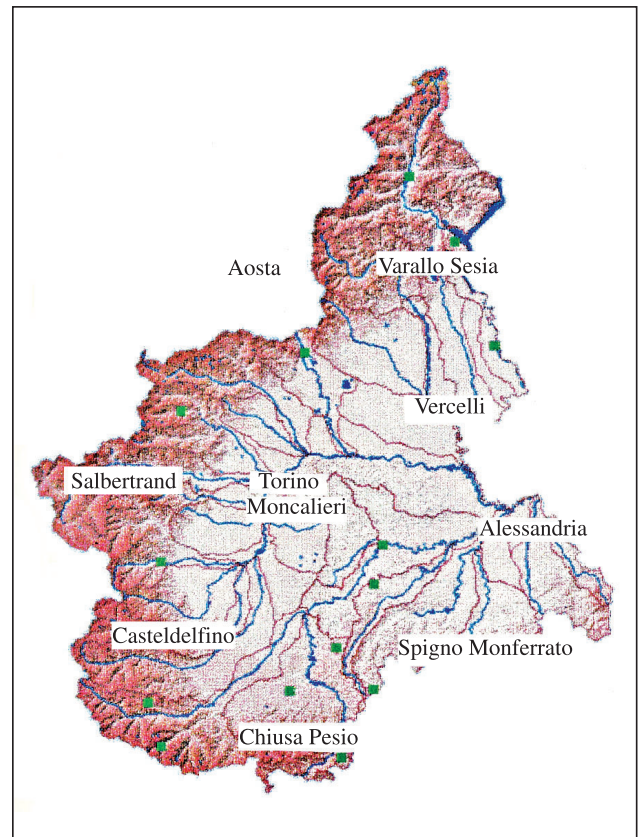 Aosta
Varallo Sesia
Vercelli
Salbertrand
Torino
Moncalieri
Alessandria
Casteldelfino
Spigno Monferrato
Chiusa Pesio